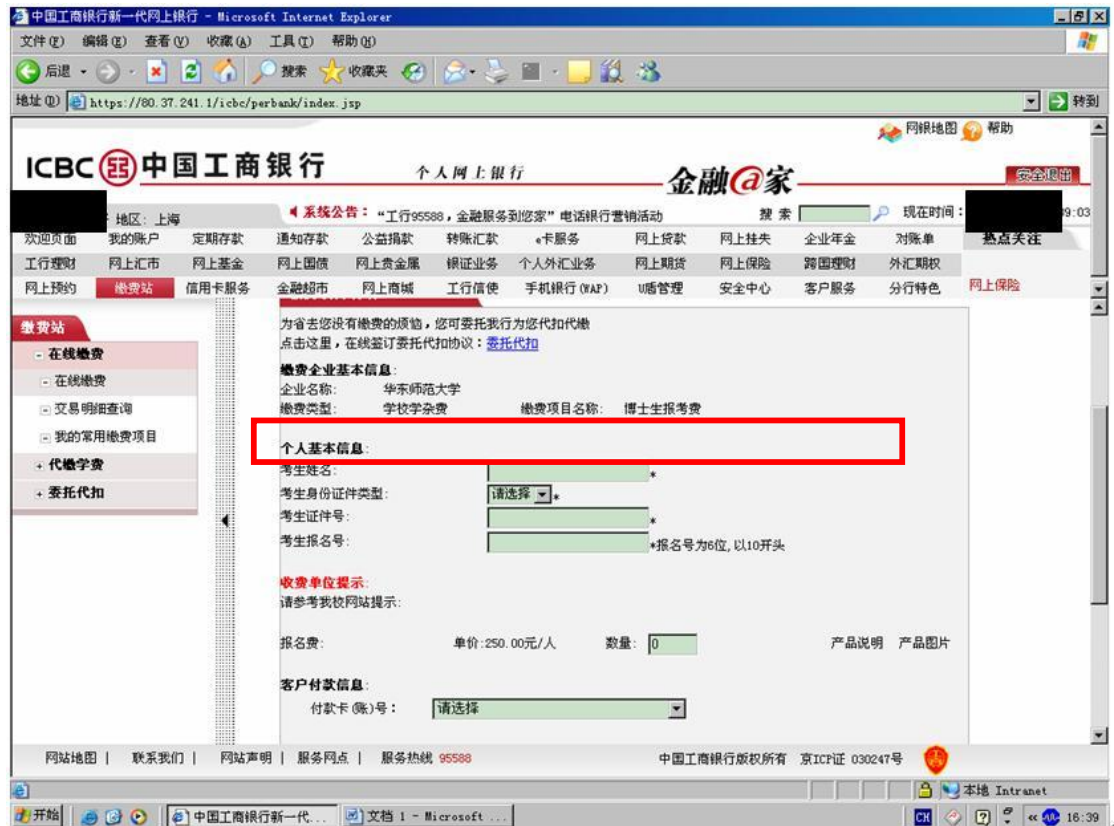 中国工商银行新一代网上银行 - Microsoft Internet Explorer
文件(F) 编辑(E) 查看(V) 收藏(A) 工具(T) 帮助(H)
后退 搜索 收藏夹
地址(D) https://80.37.241.1/icbc/perbank/index.jsp 转到
网银地图 帮助
ICBC 中国工商银行 个人网上银行 金融@家 安全退出
地区: 上海 系统公告: “工行95588，金融服务到您家”电话银行营销活动 搜 索 现在时间: 9:03
欢迎页面 我的账户 定期存款 通知存款 公益捐款 转账汇款 e卡服务 网上贷款 网上挂失 企业年金 对账单 热点关注
工行理财 网上汇市 网上基金 网上国债 网上贵金属 银证业务 个人外汇业务 网上期货 网上保险 跨国理财 外汇期权
网上预约 缴费站 信用卡服务 金融超市 网上商城 工行信使 手机银行(WAP) U盾管理 安全中心 客户服务 分行特色 网上保险
缴费站
- 在线缴费
- 在线缴费
- 交易明细查询
- 我的常用缴费项目
+ 代缴学费
+ 委托代扣
为省去您没有缴费的烦恼，您可委托我行为您代扣代缴
点击这里，在线签订委托代扣协议：委托代扣
缴费企业基本信息:
企业名称: 华东师范大学
缴费类型: 学校学杂费 缴费项目名称: 博士生报考费
个人基本信息:
考生姓名: *
考生身份证件类型: 请选择 *
考生证件号: *
考生报名号: *报名号为6位, 以10开头
收费单位提示:
请参考我校网站提示:
报名费: 单价:250.00元/人 数量: 0 产品说明 产品图片
客户付款信息:
付款卡(账)号： 请选择
网站地图 | 联系我们 | 网站声明 | 服务网点 | 服务热线 95588 中国工商银行版权所有 京ICP证 030247号
本地 Intranet
开始 中国工商银行新一代... 文档 1 - Microsoft ... CH 16:39